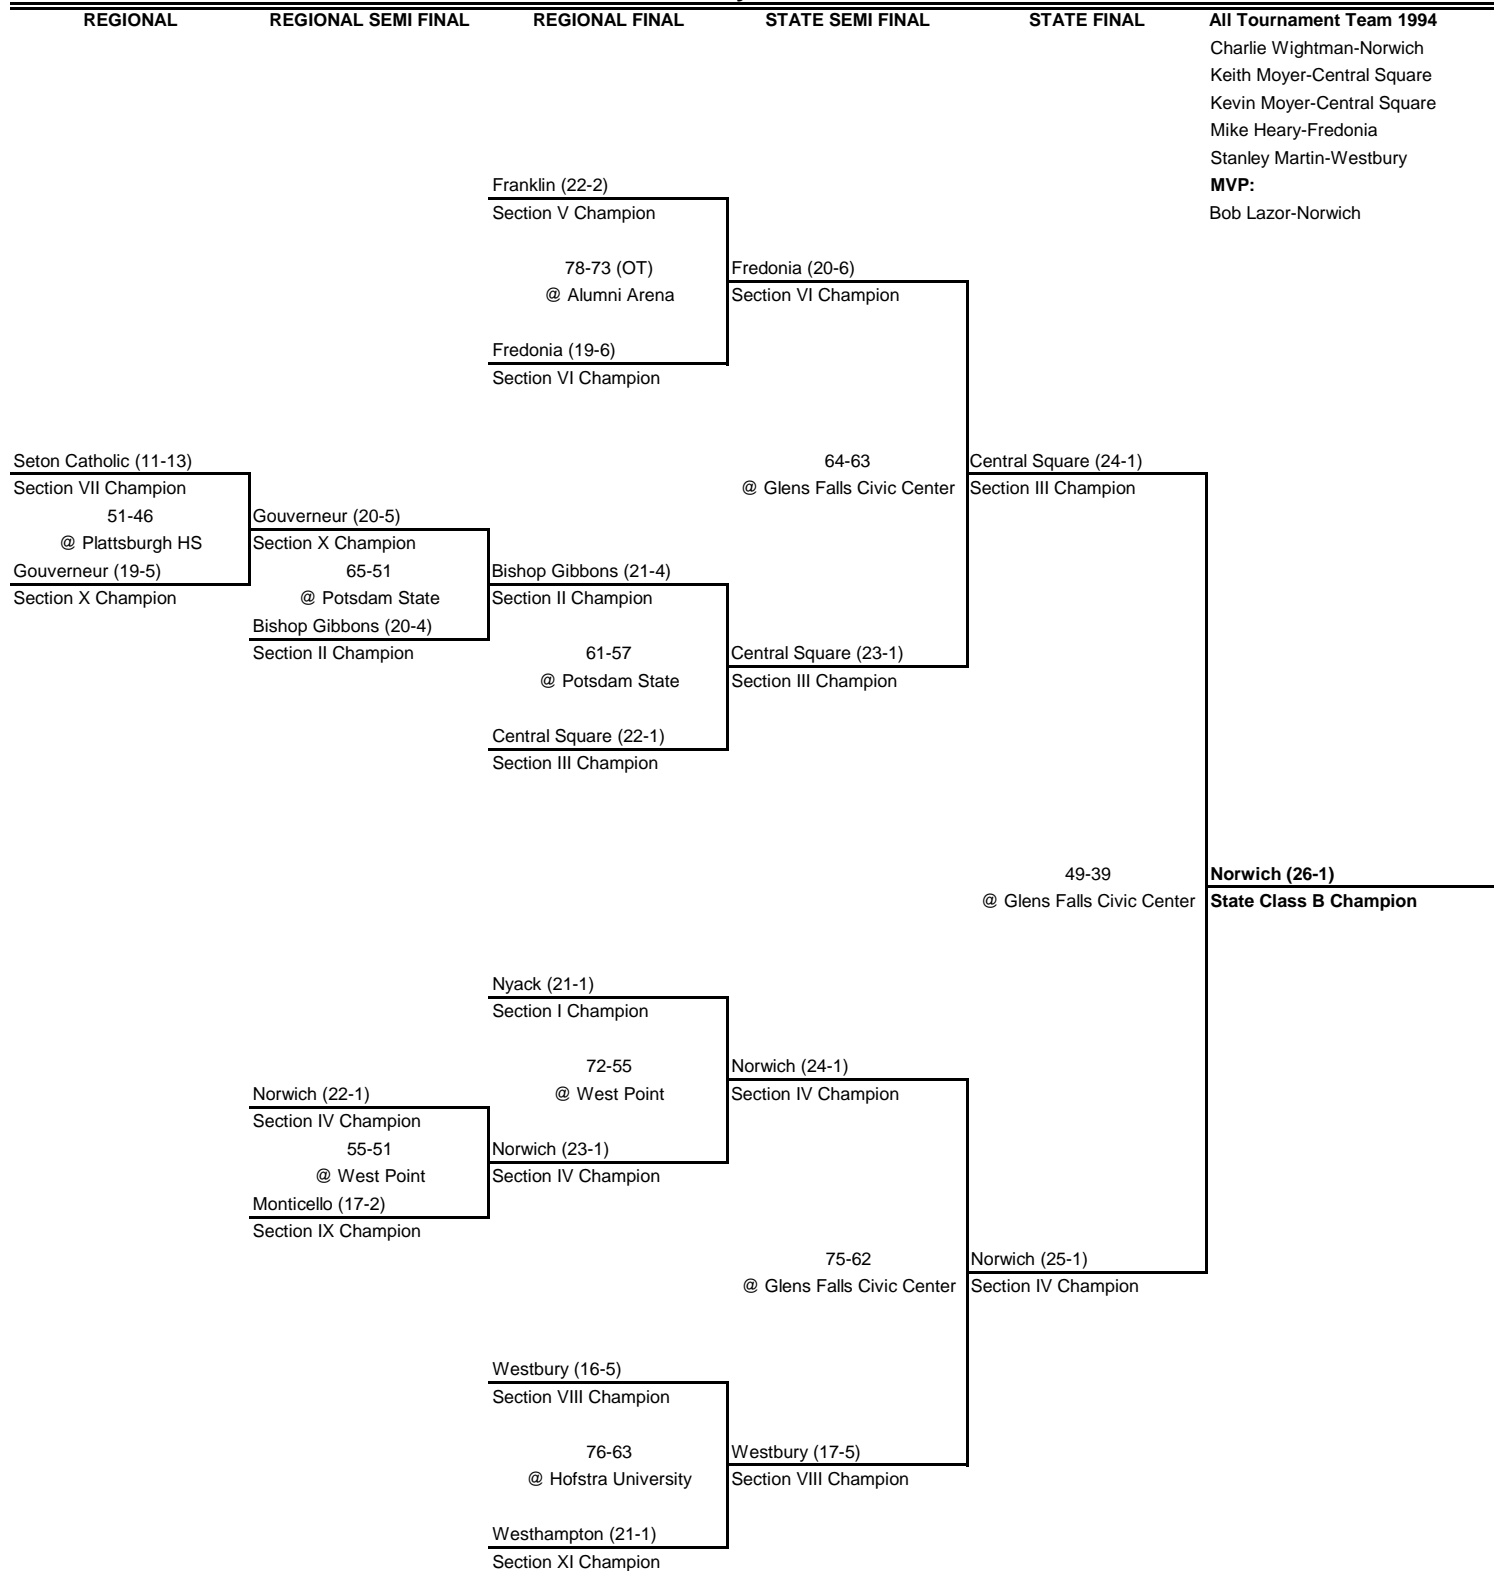 REGIONAL REGIONAL SEMI FINAL REGIONAL FINAL STATE SEMI FINAL STATE FINAL All Tournament Team 1994
Charlie Wightman-Norwich
Keith Moyer-Central Square
Kevin Moyer-Central Square
Mike Heary-Fredonia
Stanley Martin-Westbury
Franklin (22-2) MVP:
Section V Champion Bob Lazor-Norwich
78-73 (OT) Fredonia (20-6)
@ Alumni Arena Section VI Champion
Fredonia (19-6)
Section VI Champion
Seton Catholic (11-13) 64-63 Central Square (24-1)
Section VII Champion @ Glens Falls Civic Center Section III Champion
51-46 Gouverneur (20-5)
@ Plattsburgh HS Section X Champion
Gouverneur (19-5) 65-51 Bishop Gibbons (21-4)
Section X Champion @ Potsdam State Section II Champion
Bishop Gibbons (20-4)
Section II Champion 61-57 Central Square (23-1)
@ Potsdam State Section III Champion
Central Square (22-1)
Section III Champion
49-39 Norwich (26-1)
@ Glens Falls Civic Center State Class B Champion
Nyack (21-1)
Section I Champion
72-55 Norwich (24-1)
Norwich (22-1) @ West Point Section IV Champion
Section IV Champion
55-51 Norwich (23-1)
@ West Point Section IV Champion
Monticello (17-2)
Section IX Champion
75-62 Norwich (25-1)
@ Glens Falls Civic Center Section IV Champion
Westbury (16-5)
Section VIII Champion
76-63 Westbury (17-5)
@ Hofstra University Section VIII Champion
Westhampton (21-1)
Section XI Champion